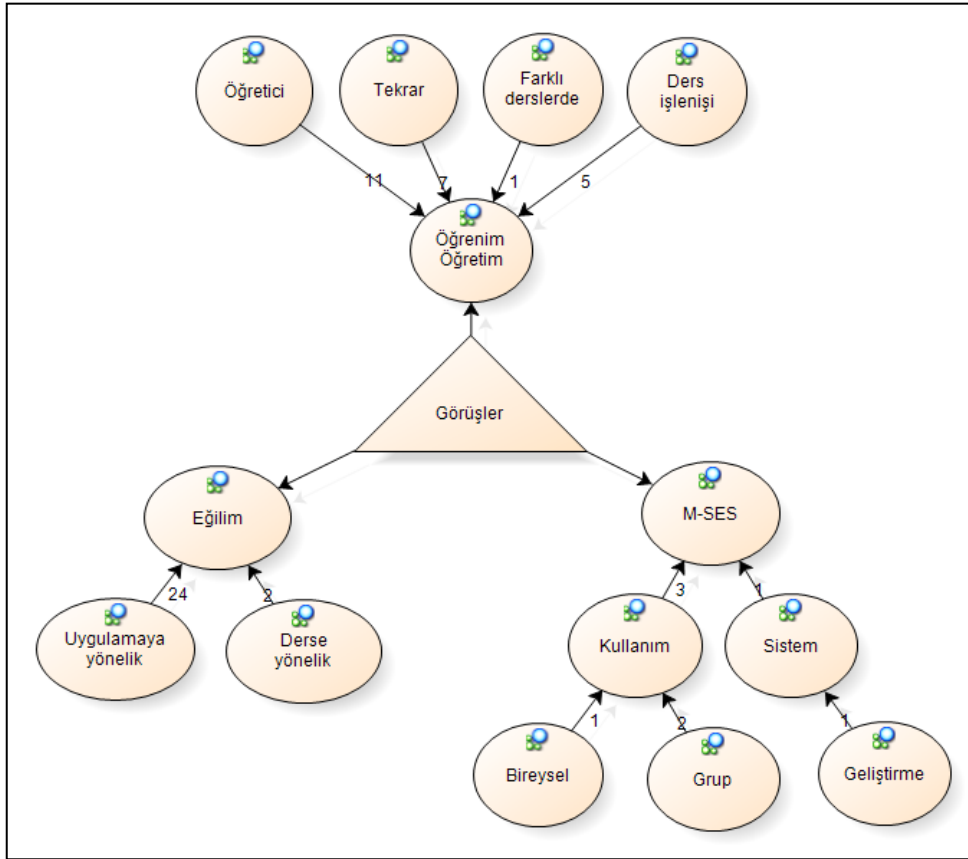 Öğretici
Tekrar
Farklı
derslerde
Ders
işlenişi
11
7
1
5
Öğrenim
Öğretim
Görüşler
Eğilim
M-SES
24
2
3
1
Uygulamaya
yönelik
Derse
yönelik
Kullanım
Sistem
1
2
1
Bireysel
Grup
Geliştirme